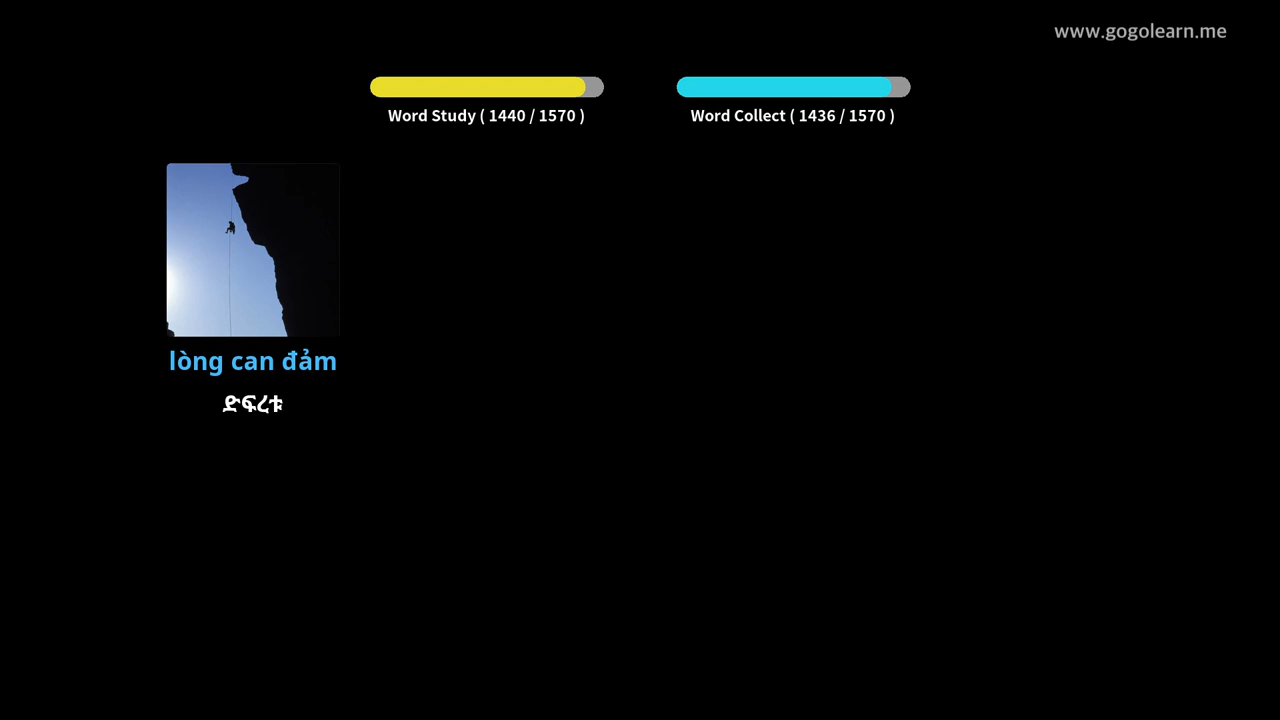 www.gogolearn.me
Word Study ( 1440 / 1570 )
Word Collect ( 1436 / 1570 )
lòng can đảm
ድፍረቱ